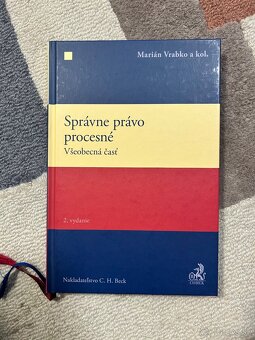 Marián Vrabko a kol.
Správne právo
procesné
Všeobecná časť
2. vydanie
Nakladateľstvo C. H. Beck